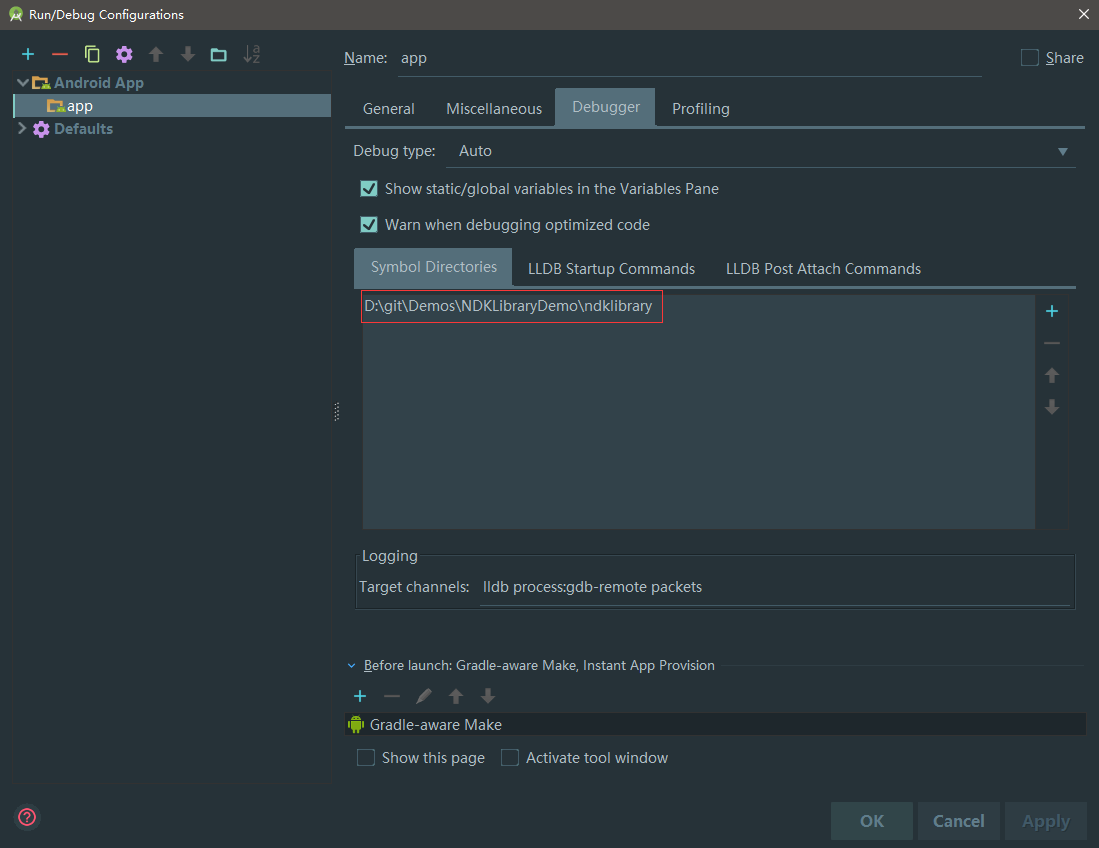 Run/Debug Configurations
Name: app
Share
Android App
app
Defaults
General Miscellaneous Debugger Profiling
Debug type: Auto
Show static/global variables in the Variables Pane
Warn when debugging optimized code
Symbol Directories LLDB Startup Commands LLDB Post Attach Commands
D:\git\Demos\NDKLibraryDemo\ndklibrary
Logging
Target channels: lldb process:gdb-remote packets
Before launch: Gradle-aware Make, Instant App Provision
Gradle-aware Make
Show this page Activate tool window
OK Cancel Apply